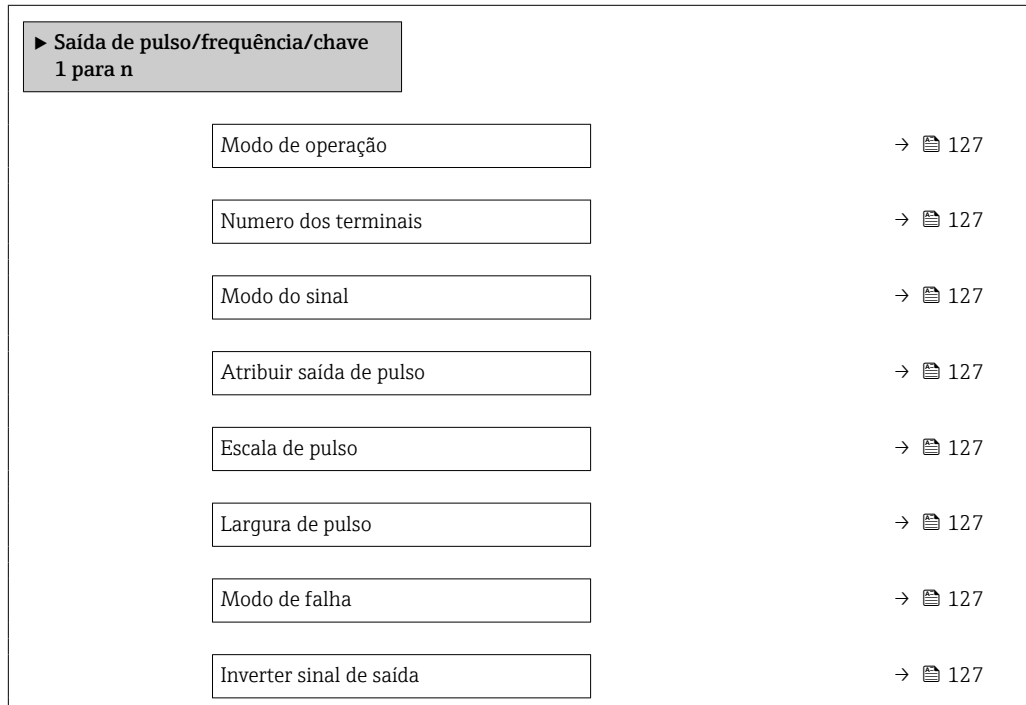 ▶ Saída de pulso/frequência/chave
1 para n
Modo de operação → 127
Numero dos terminais → 127
Modo do sinal → 127
Atribuir saída de pulso → 127
Escala de pulso → 127
Largura de pulso → 127
Modo de falha → 127
Inverter sinal de saída → 127